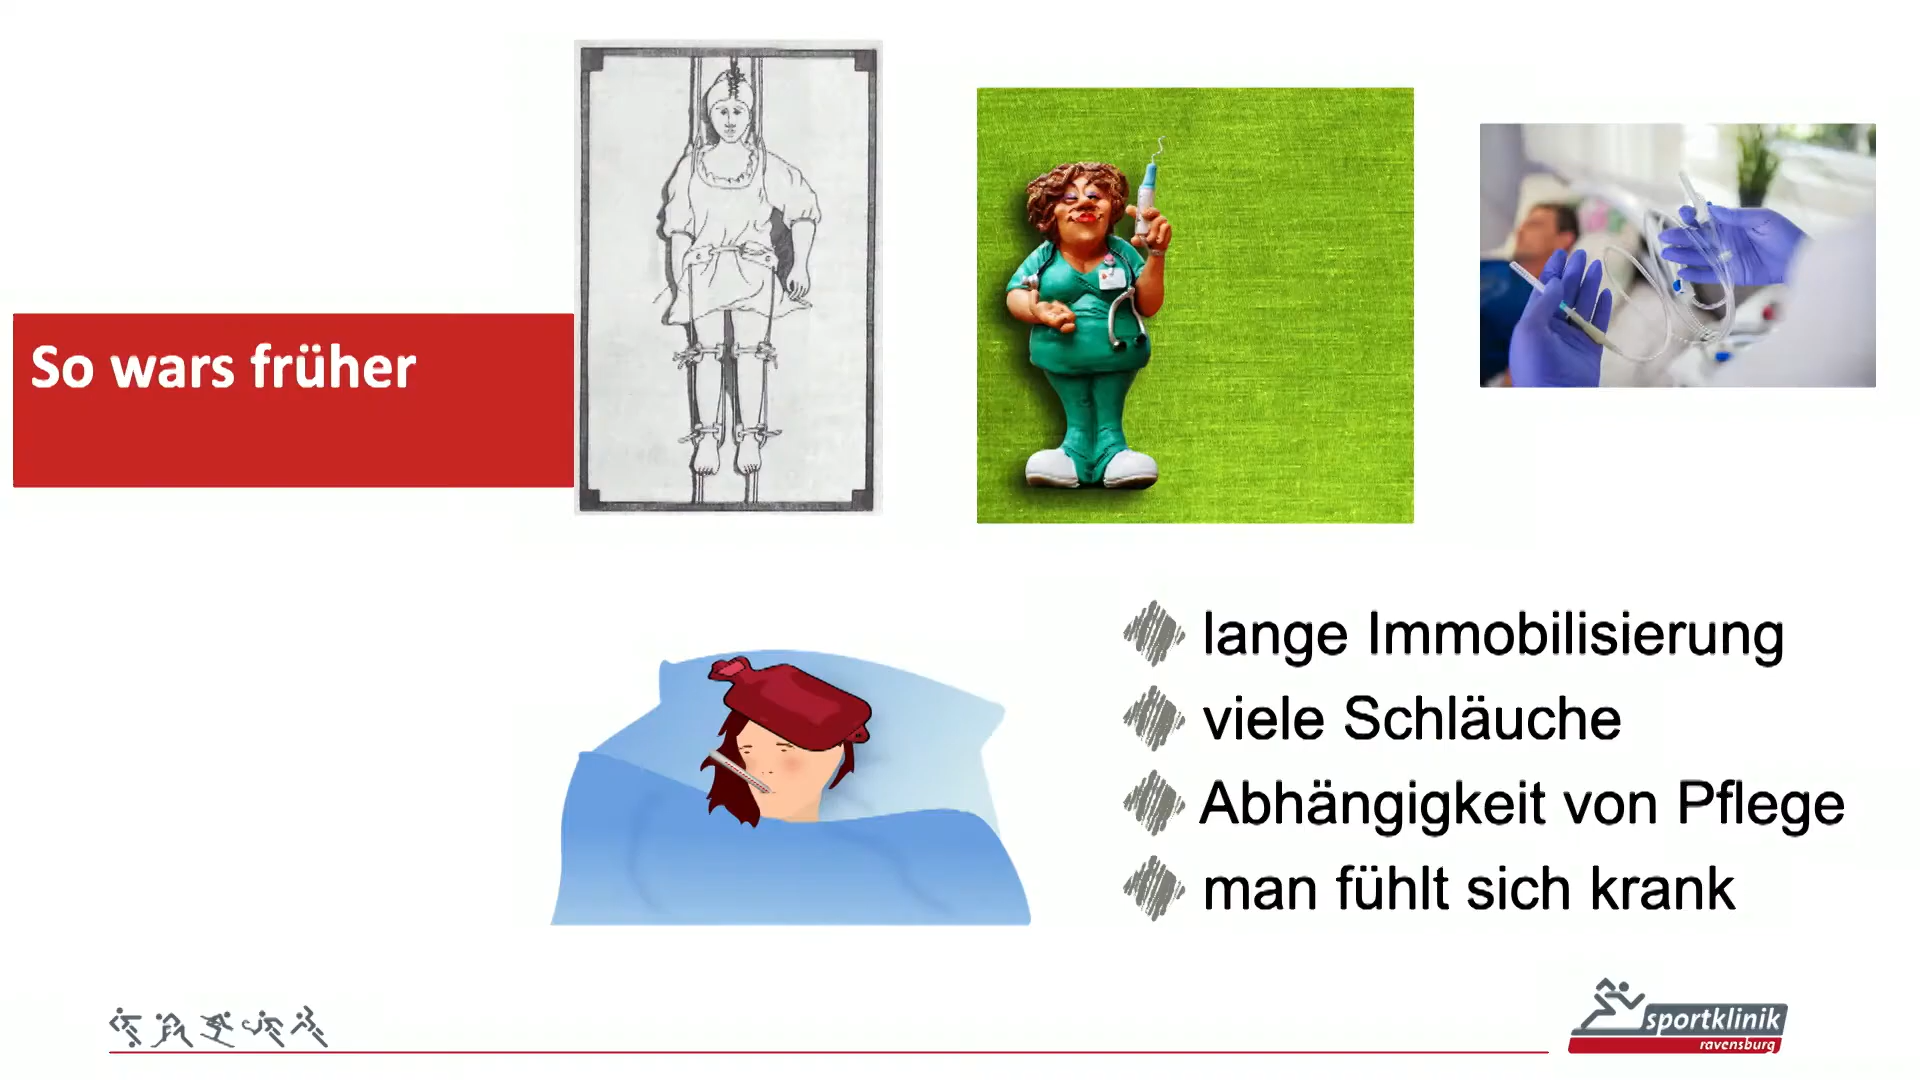 So wars früher
lange Immobilisierung
viele Schläuche
Abhängigkeit von Pflege
man fühlt sich krank
sportklinik
ravensburg